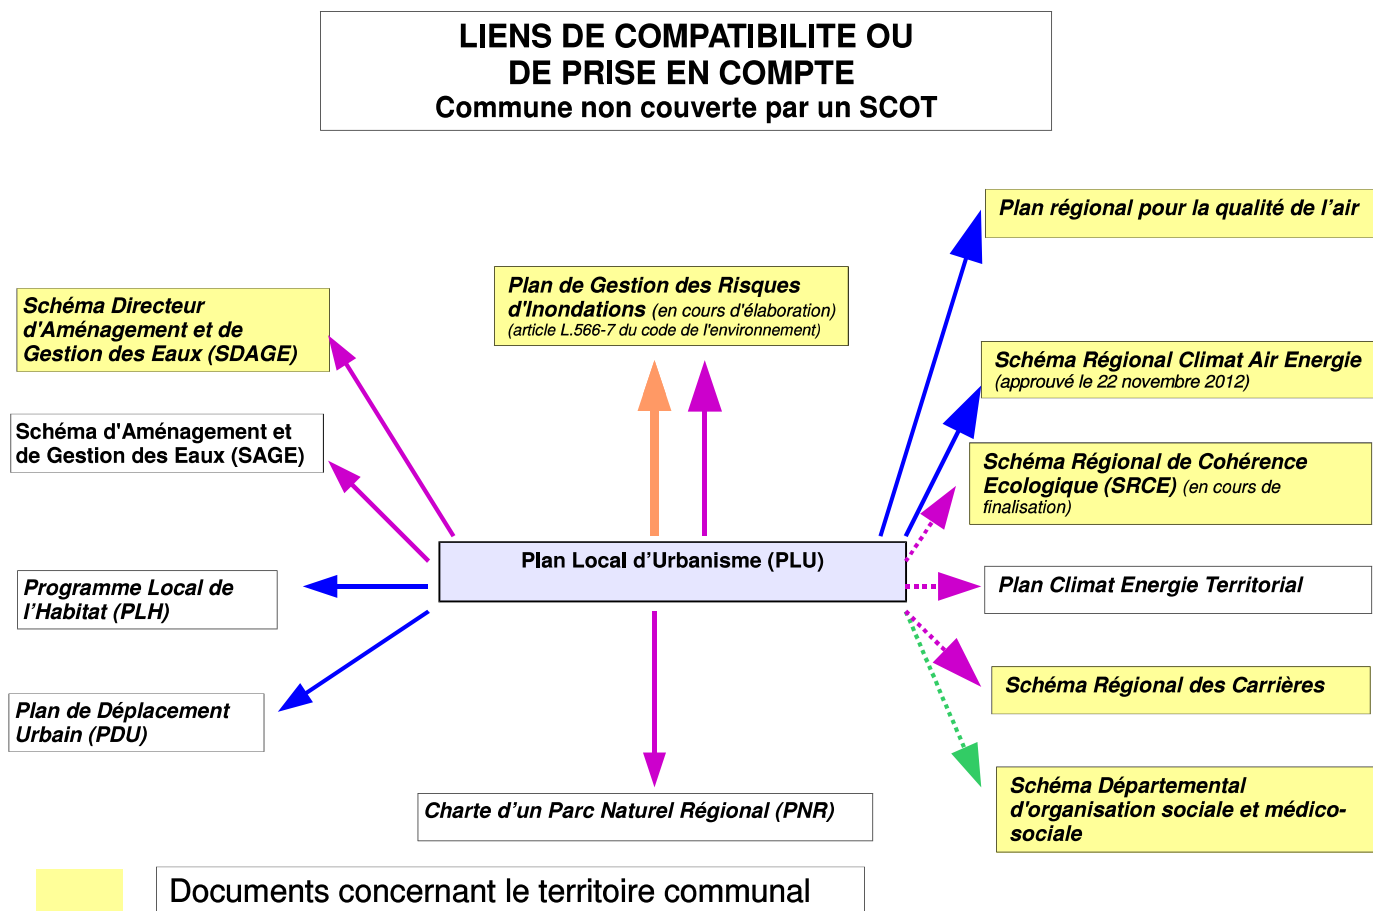 LIENS DE COMPATIBILITE OU
DE PRISE EN COMPTE
Commune non couverte par un SCOT
Plan régional pour la qualité de l'air
Plan de Gestion des Risques
d'Inondations (en cours d'élaboration)
(article L.566-7 du code de l'environnement)
Schéma Directeur
d'Aménagement et de
Gestion des Eaux (SDAGE)
Schéma Régional Climat Air Energie
(approuvé le 22 novembre 2012)
Schéma d'Aménagement et
de Gestion des Eaux (SAGE)
Schéma Régional de Cohérence
Ecologique (SRCE) (en cours de
finalisation)
Plan Local d'Urbanisme (PLU)
Programme Local de
l'Habitat (PLH)
Plan Climat Energie Territorial
Schéma Régional des Carrières
Plan de Déplacement
Urbain (PDU)
Charte d'un Parc Naturel Régional (PNR)
Schéma Départemental
d'organisation sociale et médico-
sociale
Documents concernant le territoire communal